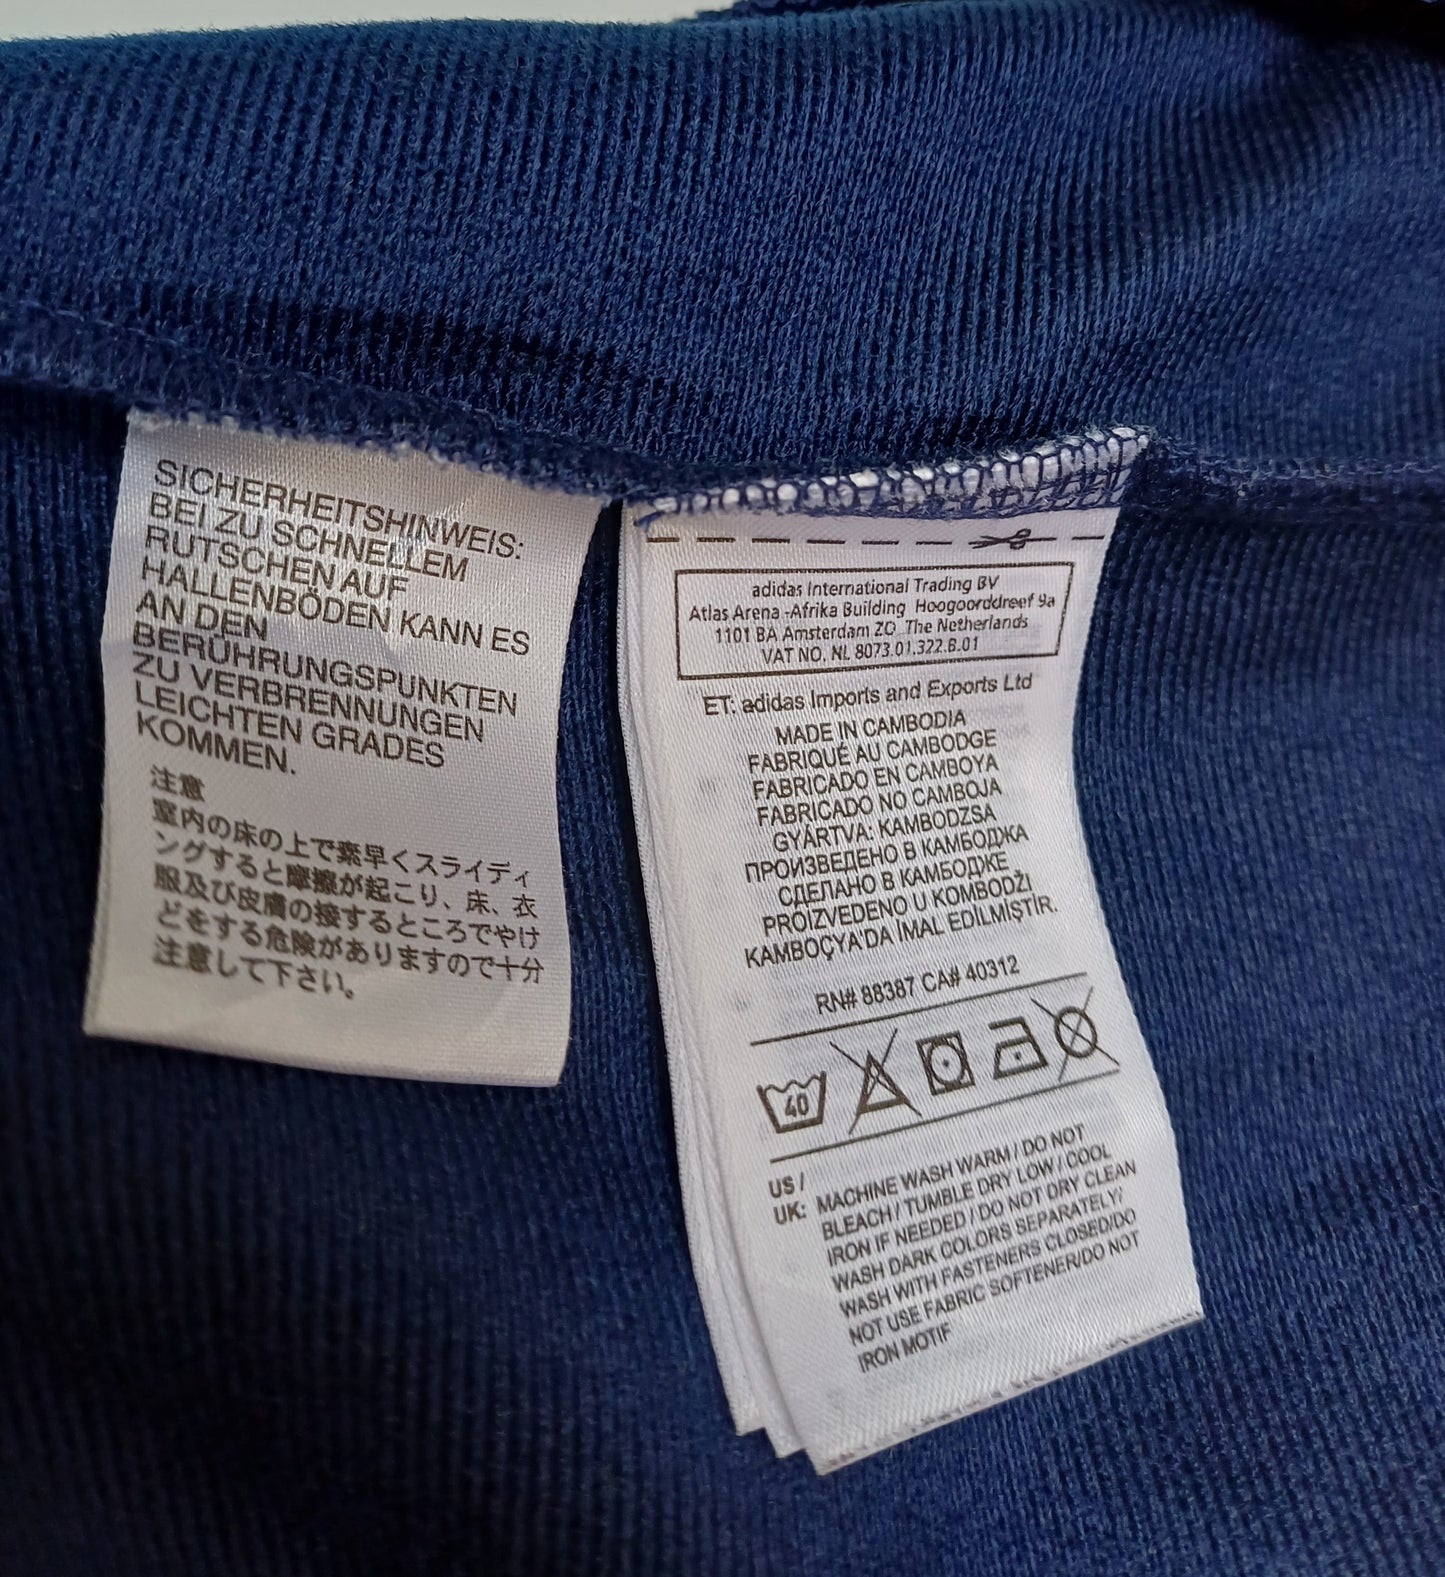 SICHERHEITSHINWEIS:
BEI ZU SCHNELLEM
RUTSCHEN AUF
HALLENBÖDEN KANN ES
AN DEN
BERÜHRUNGSPUNKTEN
ZU VERBRENNUNGEN
LEICHTEN GRADES
KOMMEN.
注意
室内の床の上で素早くスライディ
ングすると摩擦が起こり、床、衣
服及び皮膚の接するところでやけ
どをする危険がありますので十分
注意して下さい。
adidas International Trading BV
Atlas Arena -Afrika Building Hoogoorddreef 9a
1101 BA Amsterdam ZO The Netherlands
VAT NO. NL 8073.01.322.B.01
ET: adidas Imports and Exports Ltd
MADE IN CAMBODIA
FABRIQUÉ AU CAMBODGE
FABRICADO EN CAMBOYA
FABRICADO NO CAMBOJA
GYÁRTVA: KAMBODZSA
ПРОИЗВЕДЕНО В КАМБОДЖА
СДЕЛАНО В КАМБОДЖЕ
PROIZVEDENO U KOMBODŽI
KAMBOÇYA'DA İMAL EDİLMİŞTİR.
RN# 88387 CA# 40312
40
US / MACHINE WASH WARM / DO NOT
UK: BLEACH / TUMBLE DRY LOW / COOL
IRON IF NEEDED / DO NOT DRY CLEAN
WASH DARK COLORS SEPARATELY/
WASH WITH FASTENERS CLOSED/DO
NOT USE FABRIC SOFTENER/DO NOT
IRON MOTIF